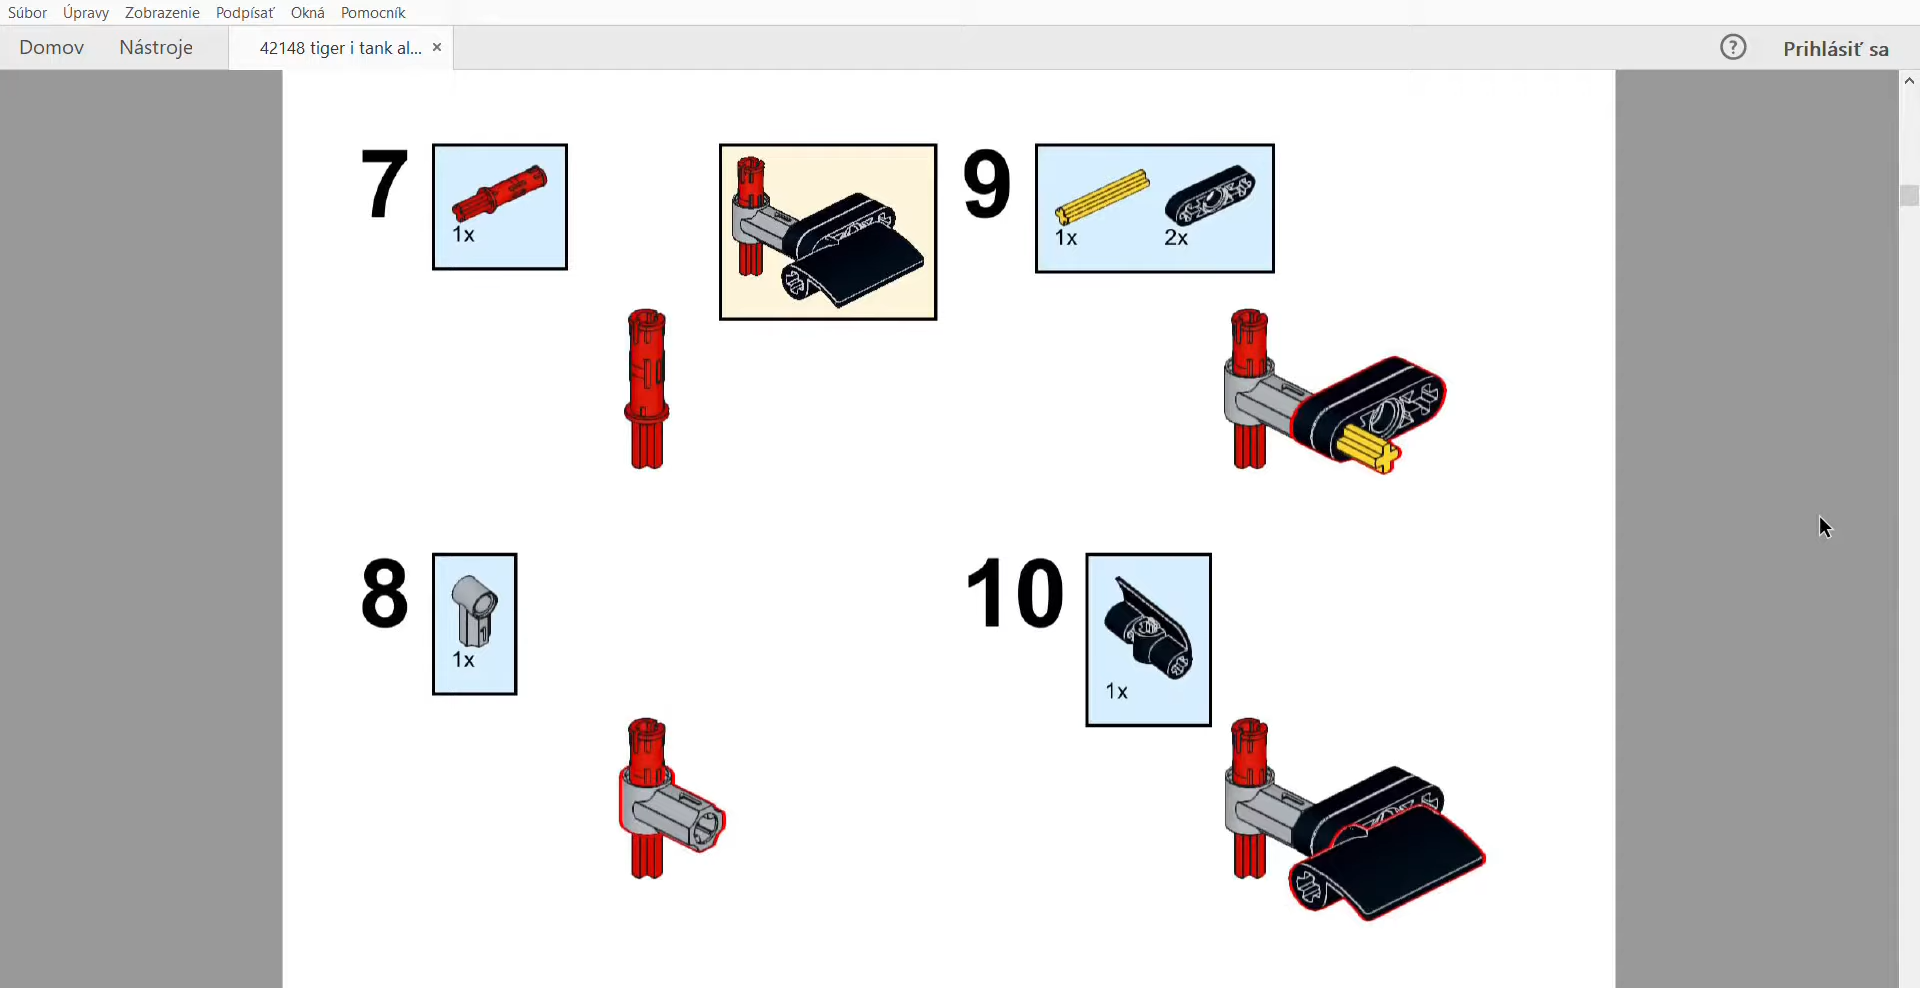 Súbor Úpravy Zobrazenie Podpísať Okná Pomocník
Domov Nástroje 42148 tiger i tank al... × ? Prihlásiť sa
7
1x
9
1x 2x
8
1x
10
1x